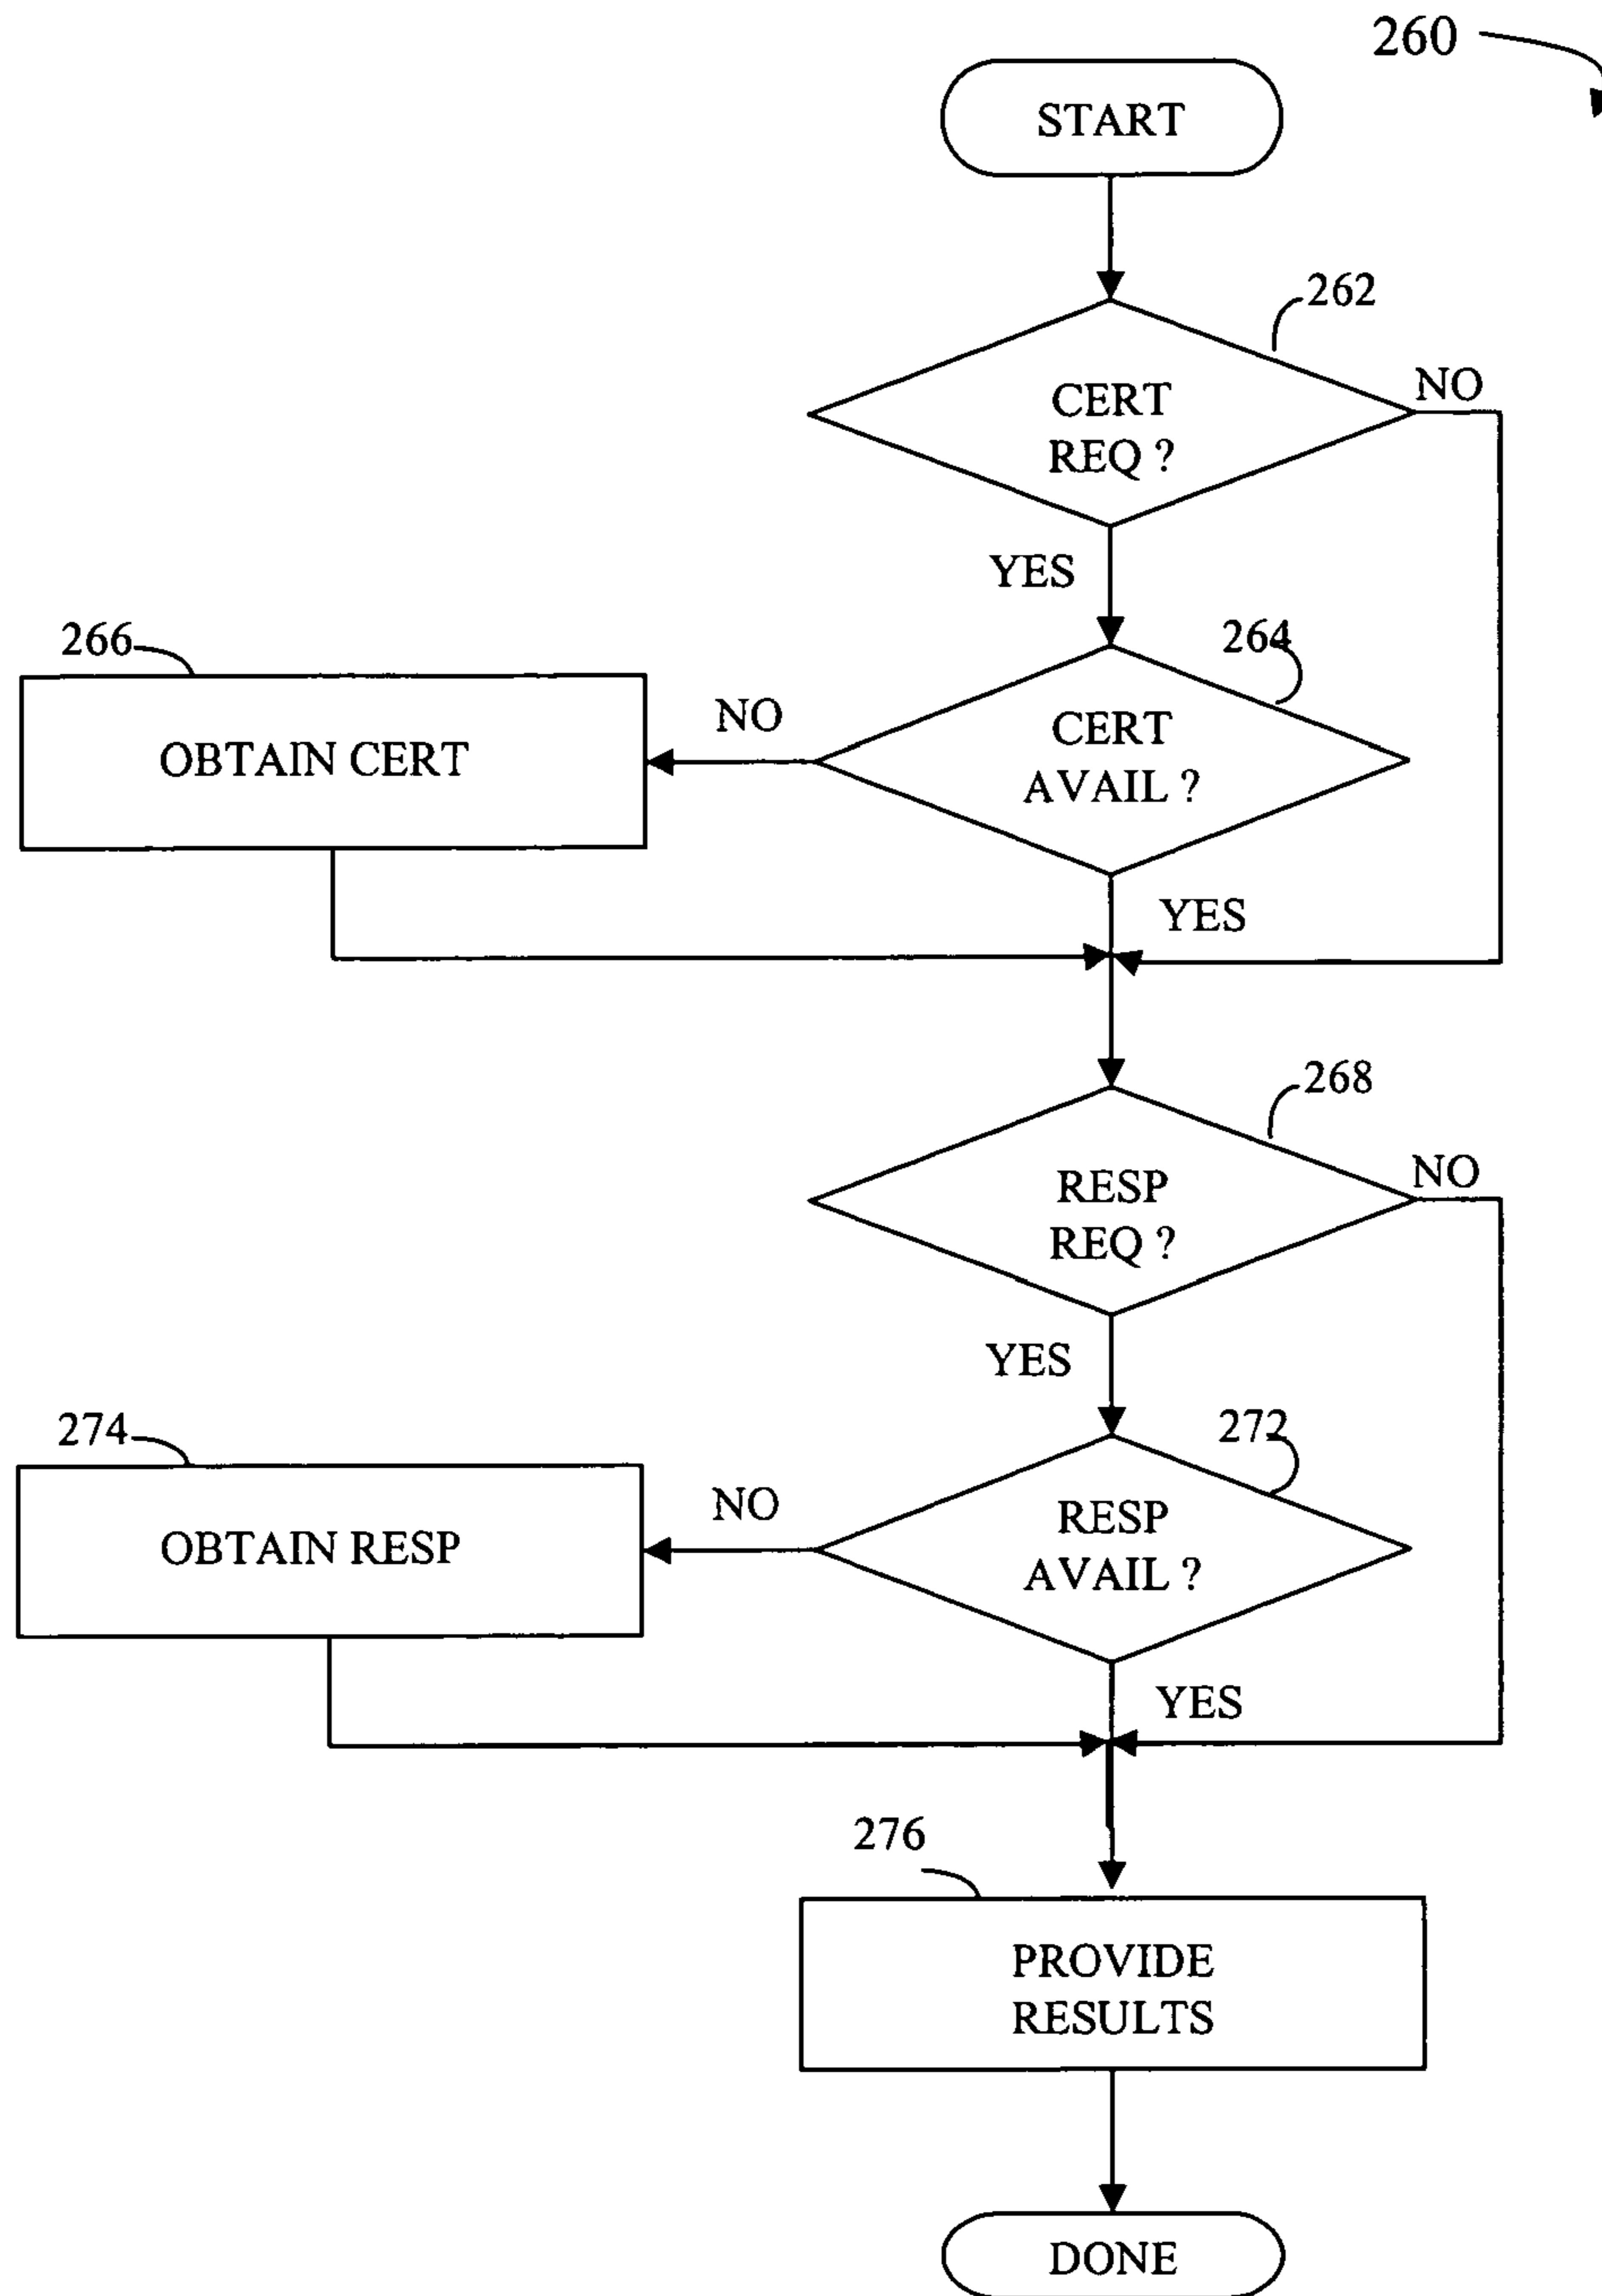 260
START
262
CERT
REQ ?
NO
YES
264
266
CERT
AVAIL ?
NO
OBTAIN CERT
YES
268
RESP
REQ ?
NO
YES
272
274
RESP
AVAIL ?
NO
OBTAIN RESP
YES
276
PROVIDE
RESULTS
DONE